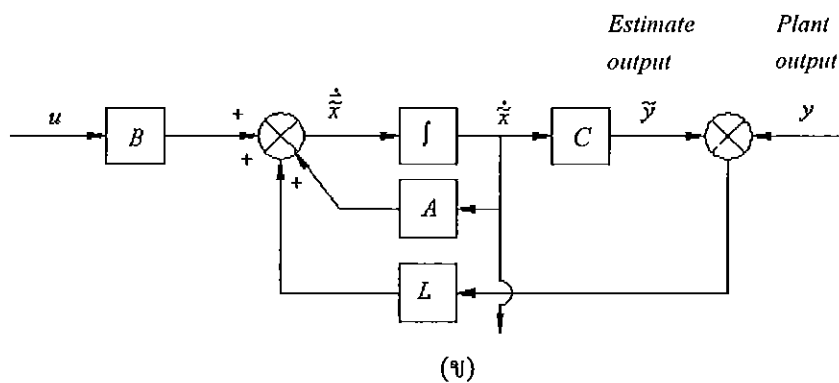 Estimate Plant
output output
u B + + + ẋ̃ ∫ ẋ̃ C ỹ y
A
L
(ข)